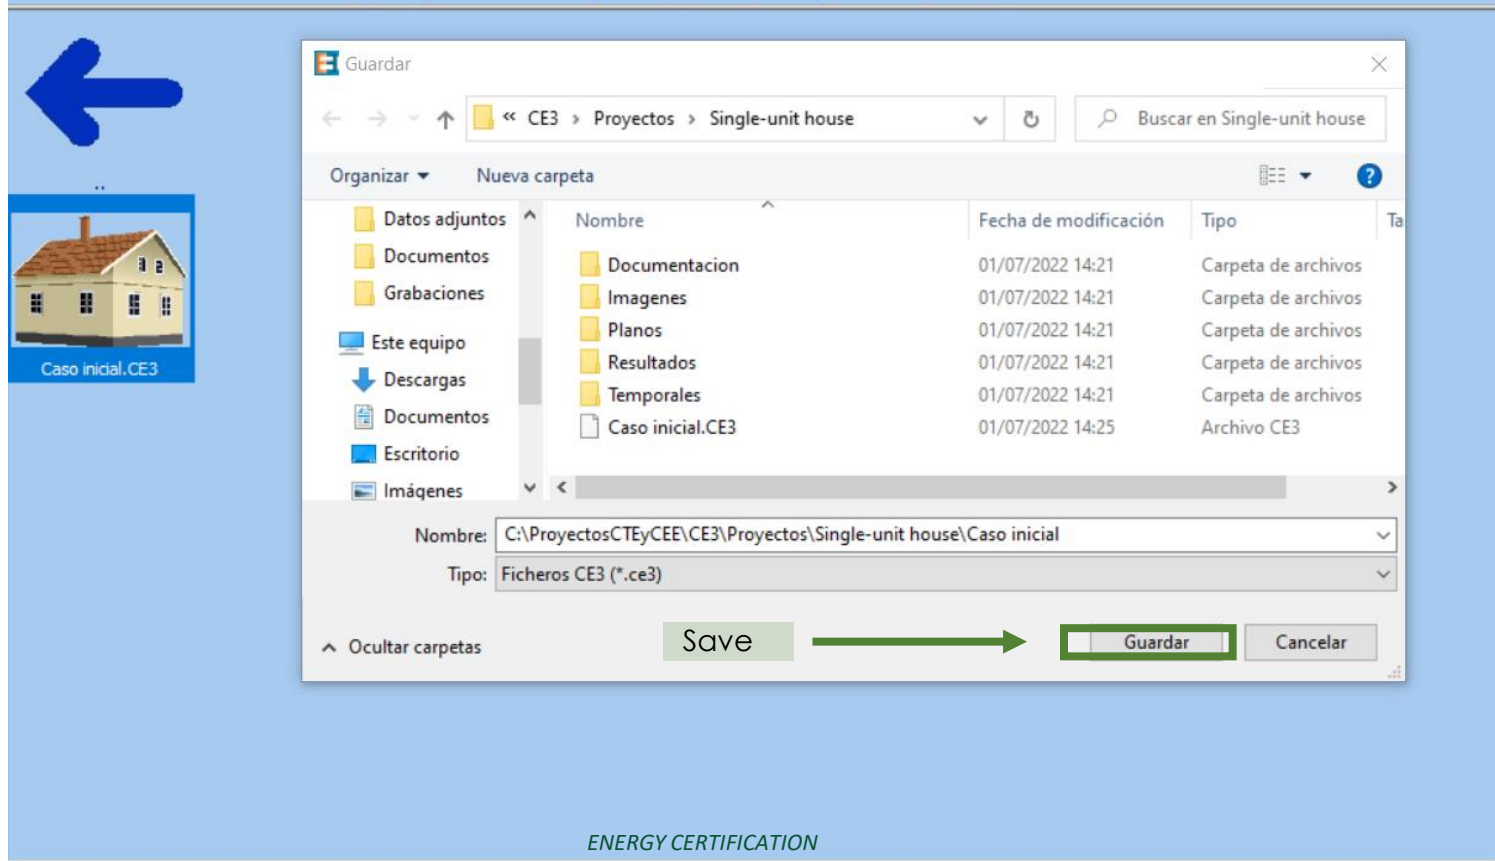 Guardar
« CE3 › Proyectos › Single-unit house
Buscar en Single-unit house
Organizar
Nueva carpeta
Datos adjuntos
Documentos
Grabaciones
Este equipo
Descargas
Documentos
Escritorio
Imágenes
Nombre Fecha de modificación Tipo Ta
Documentacion 01/07/2022 14:21 Carpeta de archivos
Imagenes 01/07/2022 14:21 Carpeta de archivos
Planos 01/07/2022 14:21 Carpeta de archivos
Resultados 01/07/2022 14:21 Carpeta de archivos
Temporales 01/07/2022 14:21 Carpeta de archivos
Caso inicial.CE3 01/07/2022 14:25 Archivo CE3
Nombre: C:\ProyectosCTEyCEE\CE3\Proyectos\Single-unit house\Caso inicial
Tipo: Ficheros CE3 (*.ce3)
Ocultar carpetas
Save
Guardar
Cancelar
..
Caso inicial.CE3
ENERGY CERTIFICATION